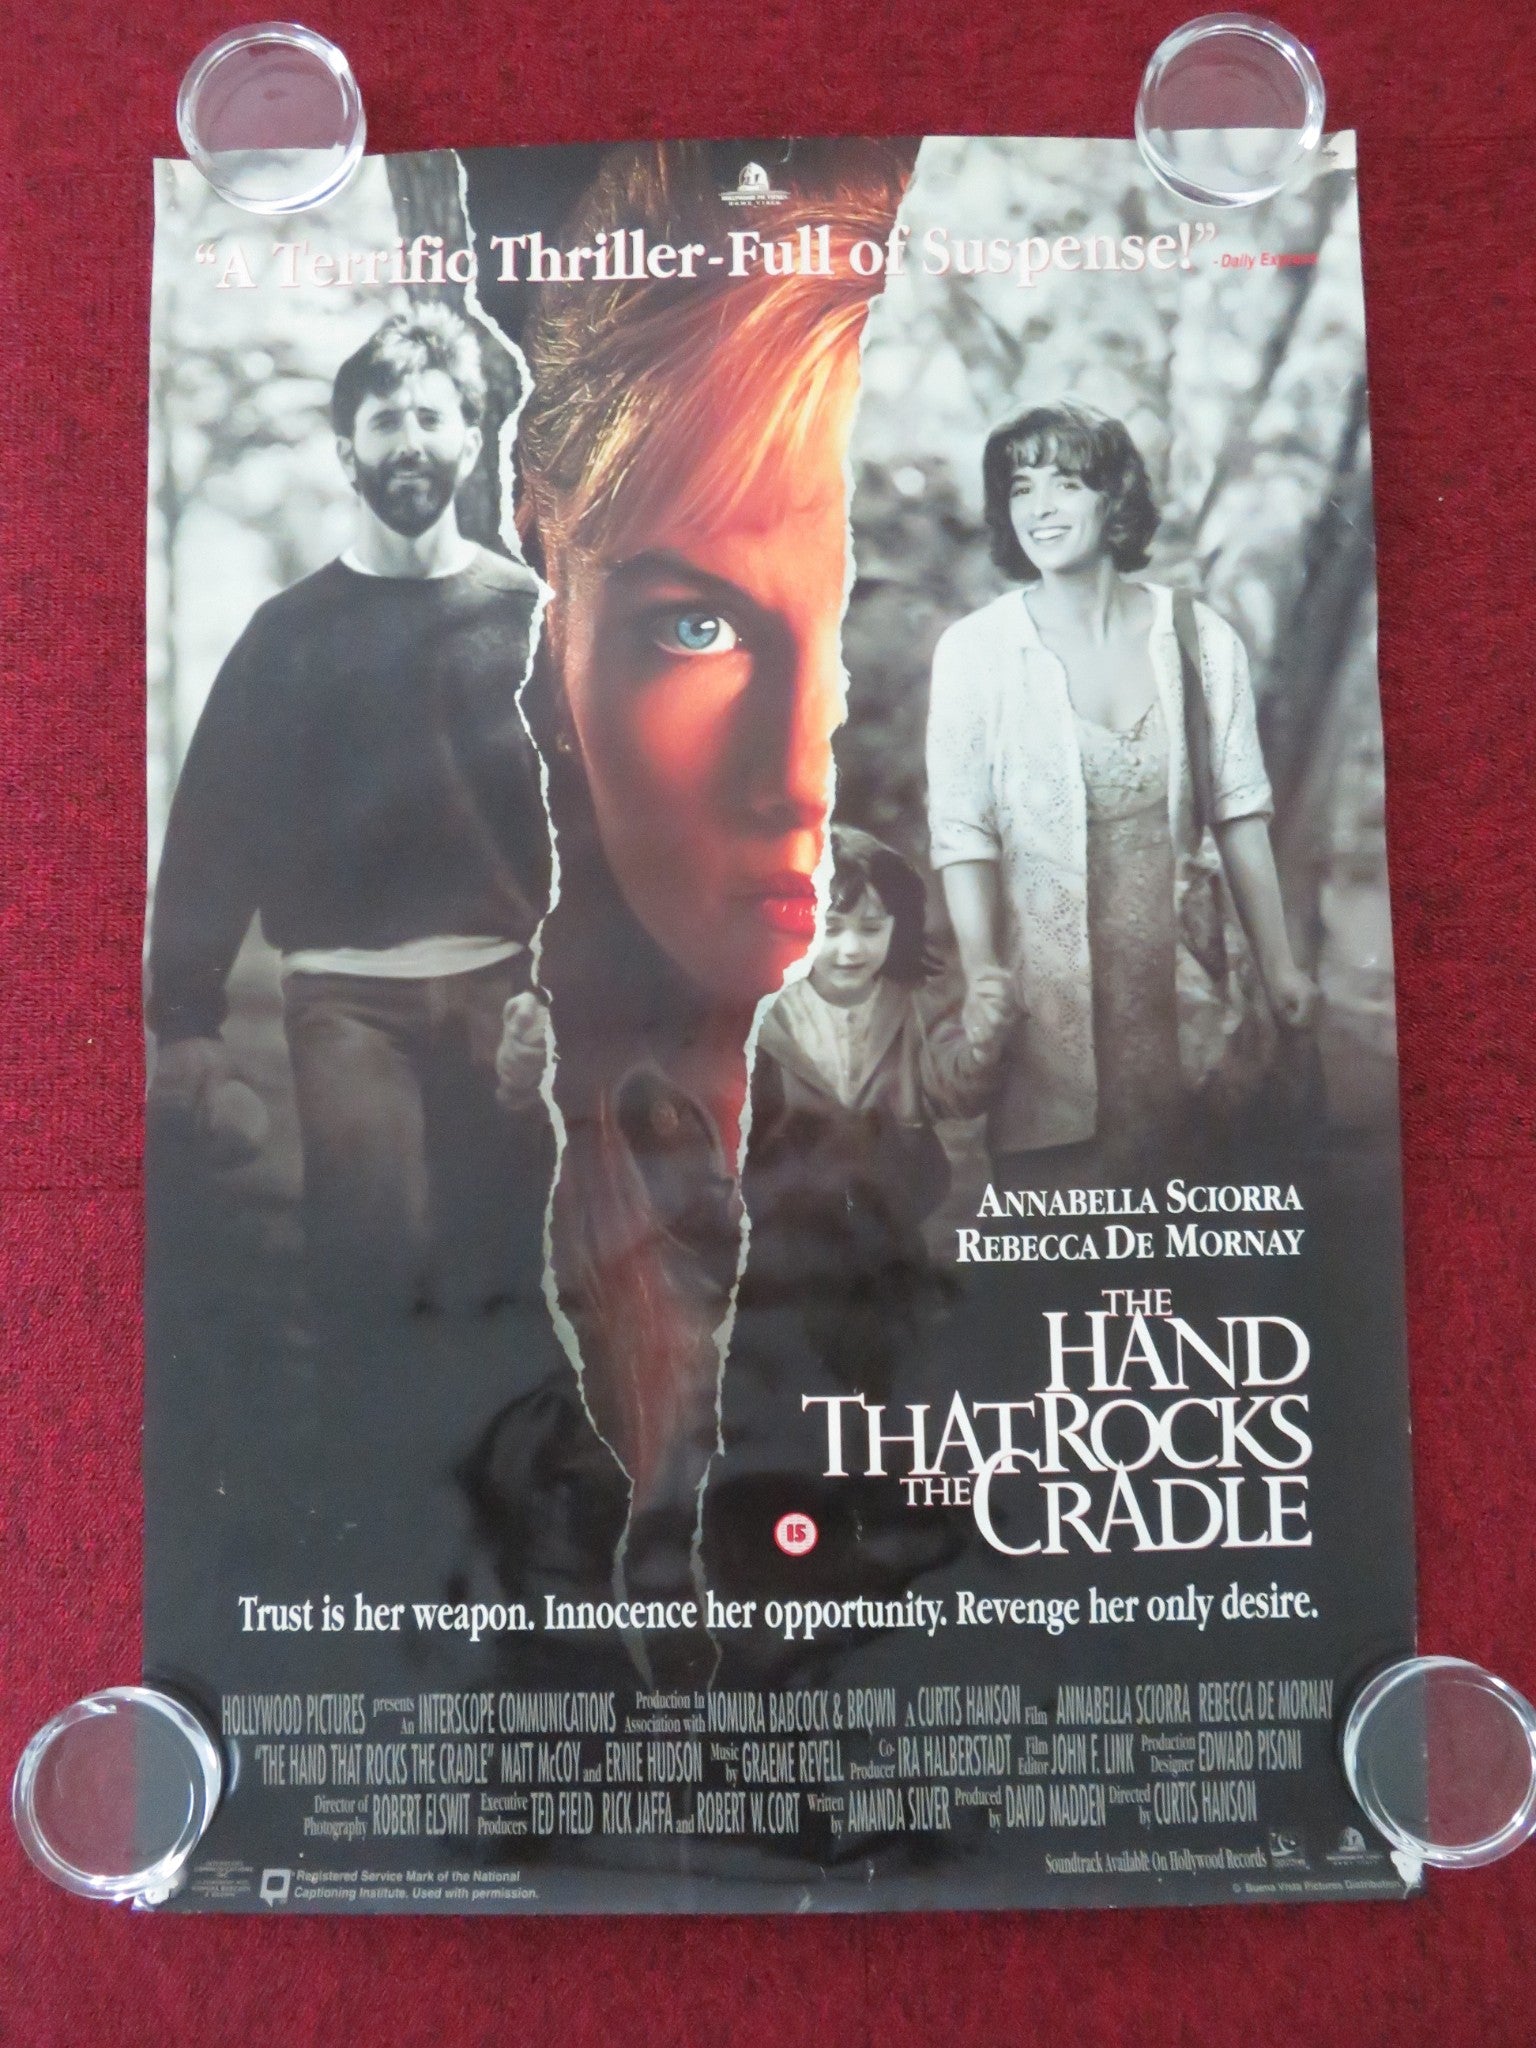 HOLLYWOOD PICTURES
HOME VIDEO
“A Terrific Thriller-Full of Suspense!” - Daily Express
ANNABELLA SCIORRA
REBECCA DE MORNAY
THE
HAND
THAT ROCKS
THE CRADLE
15
Trust is her weapon. Innocence her opportunity. Revenge her only desire.
HOLLYWOOD PICTURES presents An INTERSCOPE COMMUNICATIONS Production In Association with NOMURA BABCOCK & BROWN A CURTIS HANSON Film ANNABELLA SCIORRA REBECCA DE MORNAY
"THE HAND THAT ROCKS THE CRADLE" MATT McCOY and ERNIE HUDSON Music by GRAEME REVELL Co-Producer IRA HALBERSTADT Film Editor JOHN F. LINK Production Designer EDWARD PISONI
Director of Photography ROBERT ELSWIT Executive Producers TED FIELD RICK JAFFA and ROBERT W. CORT Written by AMANDA SILVER Produced by DAVID MADDEN Directed by CURTIS HANSON
Soundtrack Available On Hollywood Records
Registered Service Mark of the National
Captioning Institute. Used with permission.
© Buena Vista Pictures Distribution